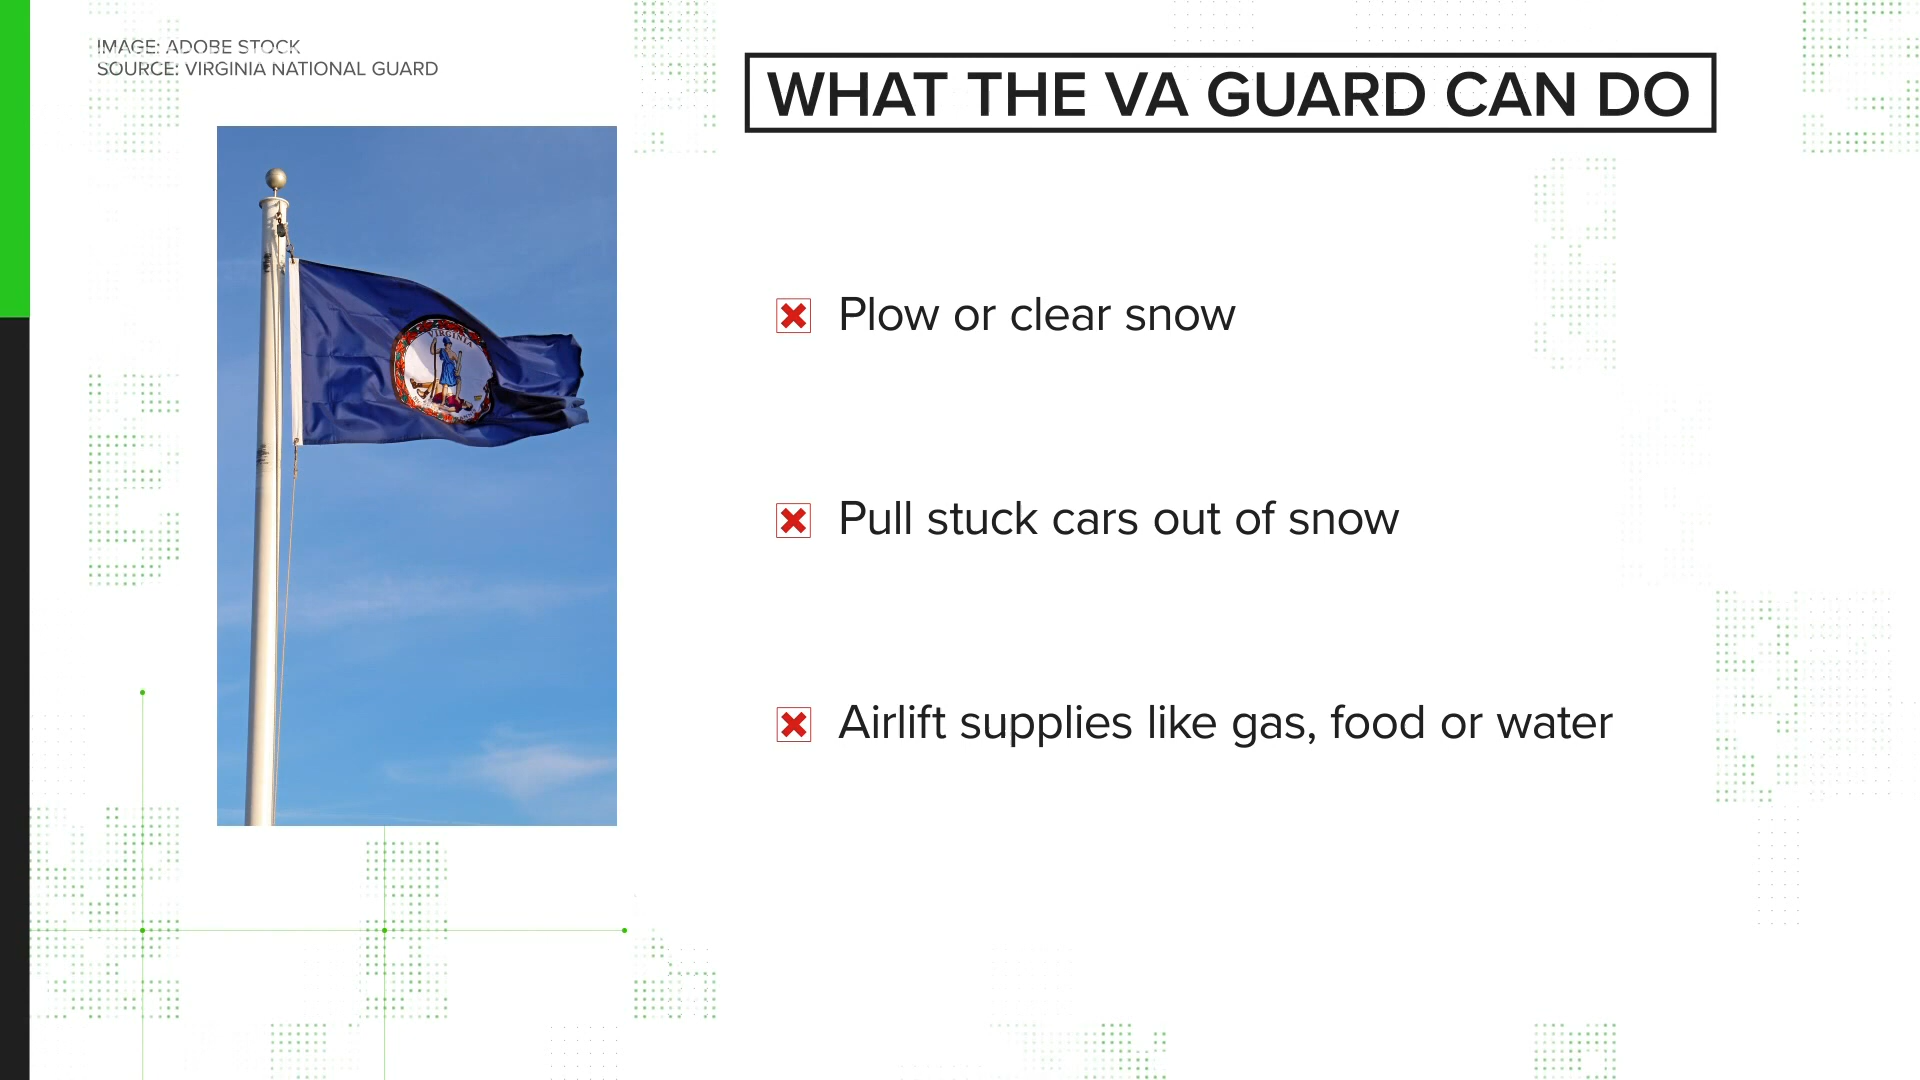 IMAGE: ADOBE STOCK
SOURCE: VIRGINIA NATIONAL GUARD
WHAT THE VA GUARD CAN DO
VIRGINIA
Plow or clear snow
Pull stuck cars out of snow
Airlift supplies like gas, food or water